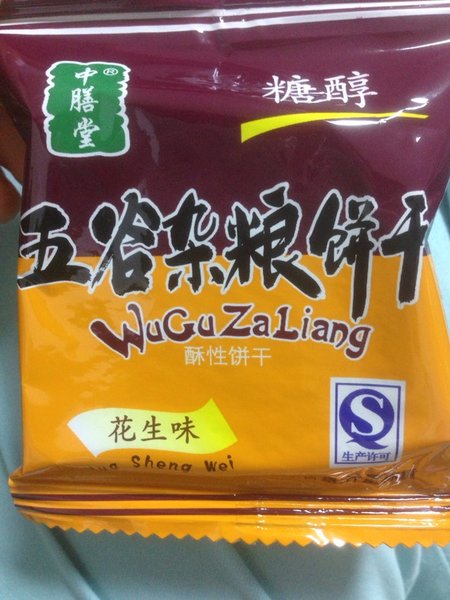 中膳堂®
糖醇
五谷杂粮饼干
WuGuZaLiang
酥性饼干
花生味
Sheng Wei
生产许可